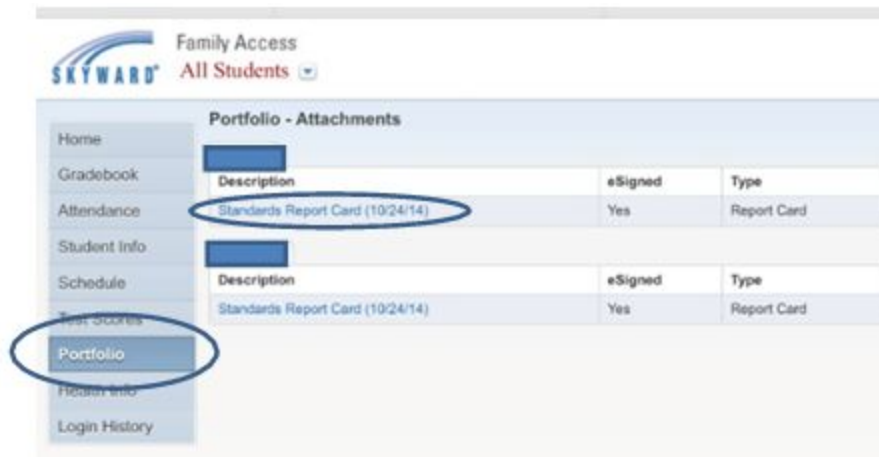 SKYWARD®
Family Access
All Students
Portfolio - Attachments
Home
Gradebook
Attendance
Student Info
Schedule
Test Scores
Portfolio
Health Info
Login History
Description eSigned Type
Standards Report Card (10/24/14) Yes Report Card
Description eSigned Type
Standards Report Card (10/24/14) Yes Report Card